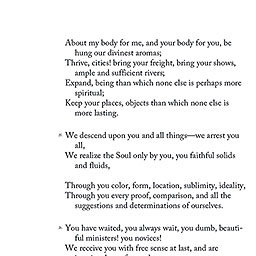 About my body for me, and your body for you, be
hung our divinest aromas;
Thrive, cities! bring your freight, bring your shows,
ample and sufficient rivers;
Expand, being than which none else is perhaps more
spiritual;
Keep your places, objects than which none else is
more lasting.
We descend upon you and all things—we arrest you
all,
We realize the Soul only by you, you faithful solids
and fluids,
Through you color, form, location, sublimity, ideality,
Through you every proof, comparison, and all the
suggestions and determinations of ourselves.
You have waited, you always wait, you dumb, beauti-
ful ministers! you novices!
We receive you with free sense at last, and are